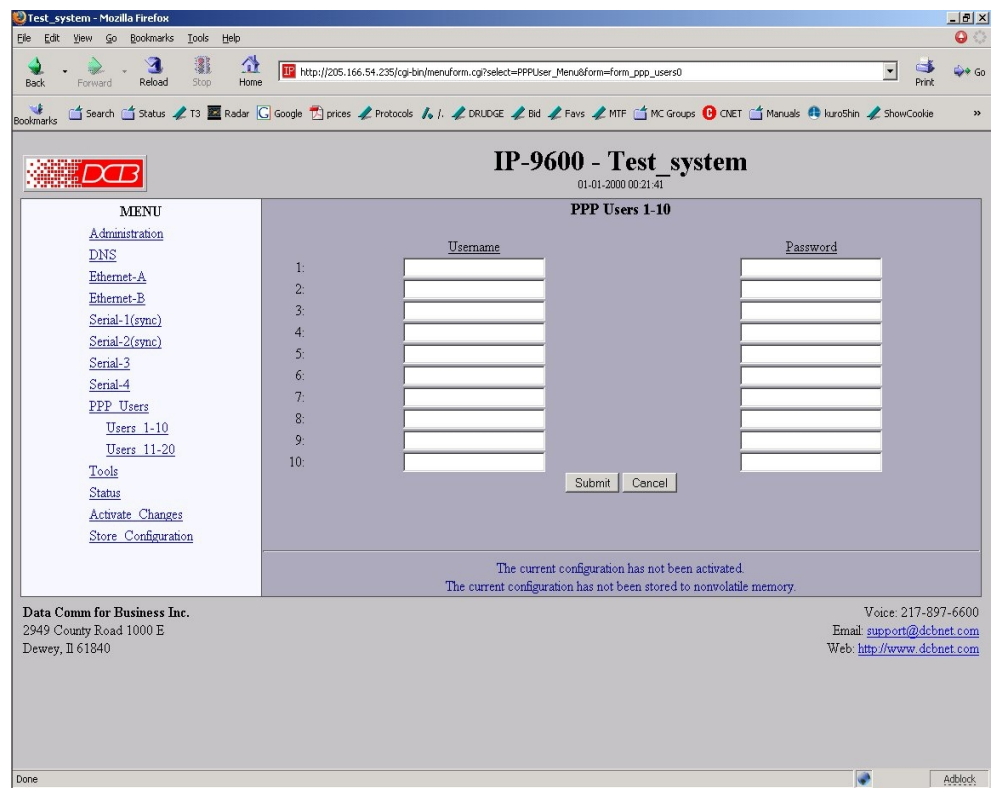 Test_system - Mozilla Firefox
File Edit View Go Bookmarks Tools Help
Back Forward Reload Stop Home http://205.166.54.235/cgi-bin/menuform.cgi?select=PPPUser_Menu&form=form_ppp_users0 Print Go
Bookmarks Search Status T3 Radar Google prices Protocols /. DRUDGE Bid Favs MTF MC Groups CNET Manuals kuro5hin ShowCookie »
DCB
IP-9600 - Test_system
01-01-2000 00:21:41
MENU
Administration
DNS
Ethernet-A
Ethernet-B
Serial-1(sync)
Serial-2(sync)
Serial-3
Serial-4
PPP Users
Users 1-10
Users 11-20
Tools
Status
Activate Changes
Store Configuration
PPP Users 1-10
Username Password
1:
2:
3:
4:
5:
6:
7:
8:
9:
10:
Submit Cancel
The current configuration has not been activated.
The current configuration has not been stored to nonvolatile memory.
Data Comm for Business Inc.
2949 County Road 1000 E
Dewey, Il 61840
Voice: 217-897-6600
Email: support@dcbnet.com
Web: http://www.dcbnet.com
Done Adblock